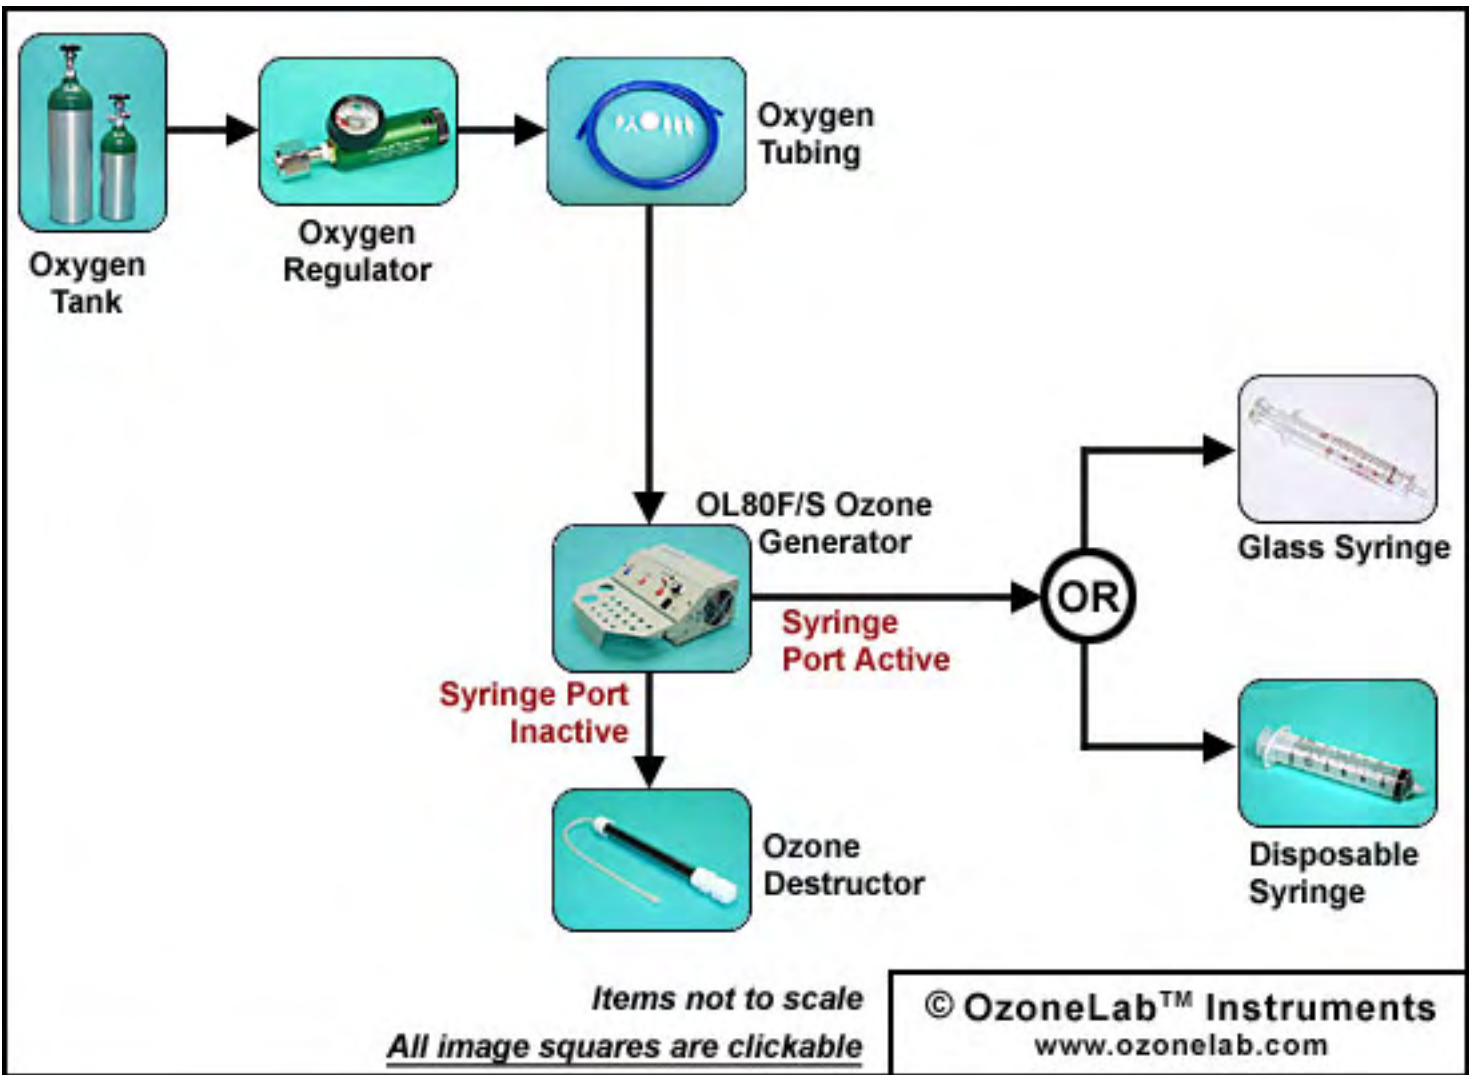 Oxygen
Tank
Oxygen
Regulator
Oxygen
Tubing
OL80F/S Ozone
Generator
Syringe
Port Active
Syringe Port
Inactive
OR
Glass Syringe
Disposable
Syringe
Ozone
Destructor
Items not to scale
All image squares are clickable
© OzoneLab™ Instruments
www.ozonelab.com